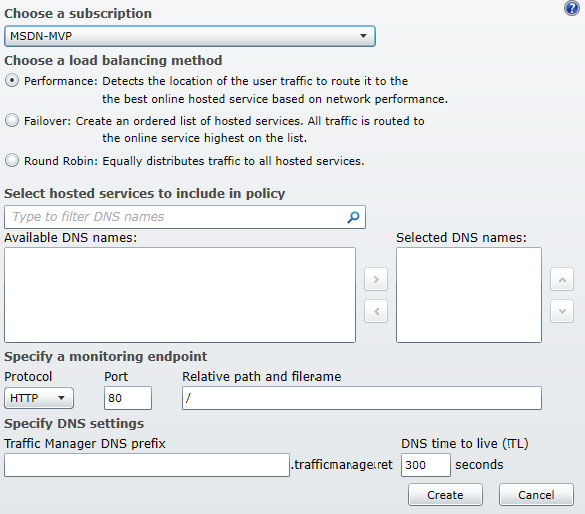 Choose a subscription
MSDN-MVP
Choose a load balancing method
Performance: Detects the location of the user traffic to route it to the
the best online hosted service based on network performance.
Failover: Create an ordered list of hosted services. All traffic is routed to
the online service highest on the list.
Round Robin: Equally distributes traffic to all hosted services.
Select hosted services to include in policy
Type to filter DNS names
Available DNS names: Selected DNS names:
Specify a monitoring endpoint
Protocol Port Relative path and filename
HTTP 80 /
Specify DNS settings
Traffic Manager DNS prefix DNS time to live (TTL)
.trafficmanager.net 300 seconds
Create Cancel